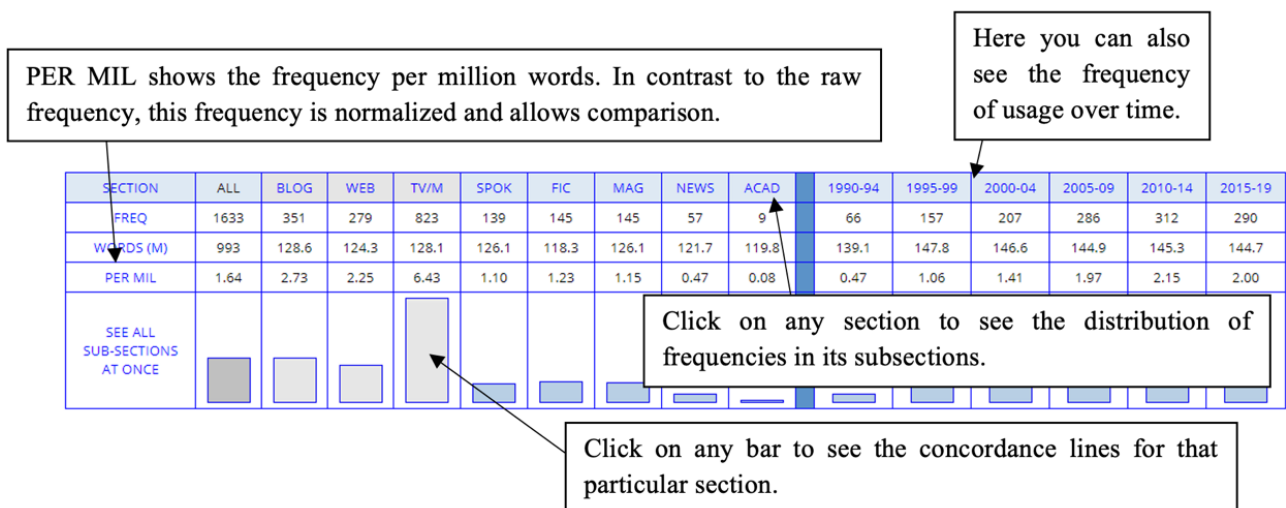 Here you can also
see the frequency
of usage over time.
PER MIL shows the frequency per million words. In contrast to the raw
frequency, this frequency is normalized and allows comparison.
SECTION ALL BLOG WEB TV/M SPOK FIC MAG NEWS ACAD 1990-94 1995-99 2000-04 2005-09 2010-14 2015-19
FREQ 1633 351 279 823 139 145 145 57 9 66 157 207 286 312 290
WORDS (M) 993 128.6 124.3 128.1 126.1 118.3 126.1 121.7 119.8 139.1 147.8 146.6 144.9 145.3 144.7
PER MIL 1.64 2.73 2.25 6.43 1.10 1.23 1.15 0.47 0.08 0.47 1.06 1.41 1.97 2.15 2.00
SEE ALL
SUB-SECTIONS
AT ONCE
Click on any section to see the distribution of
frequencies in its subsections.
Click on any bar to see the concordance lines for that
particular section.